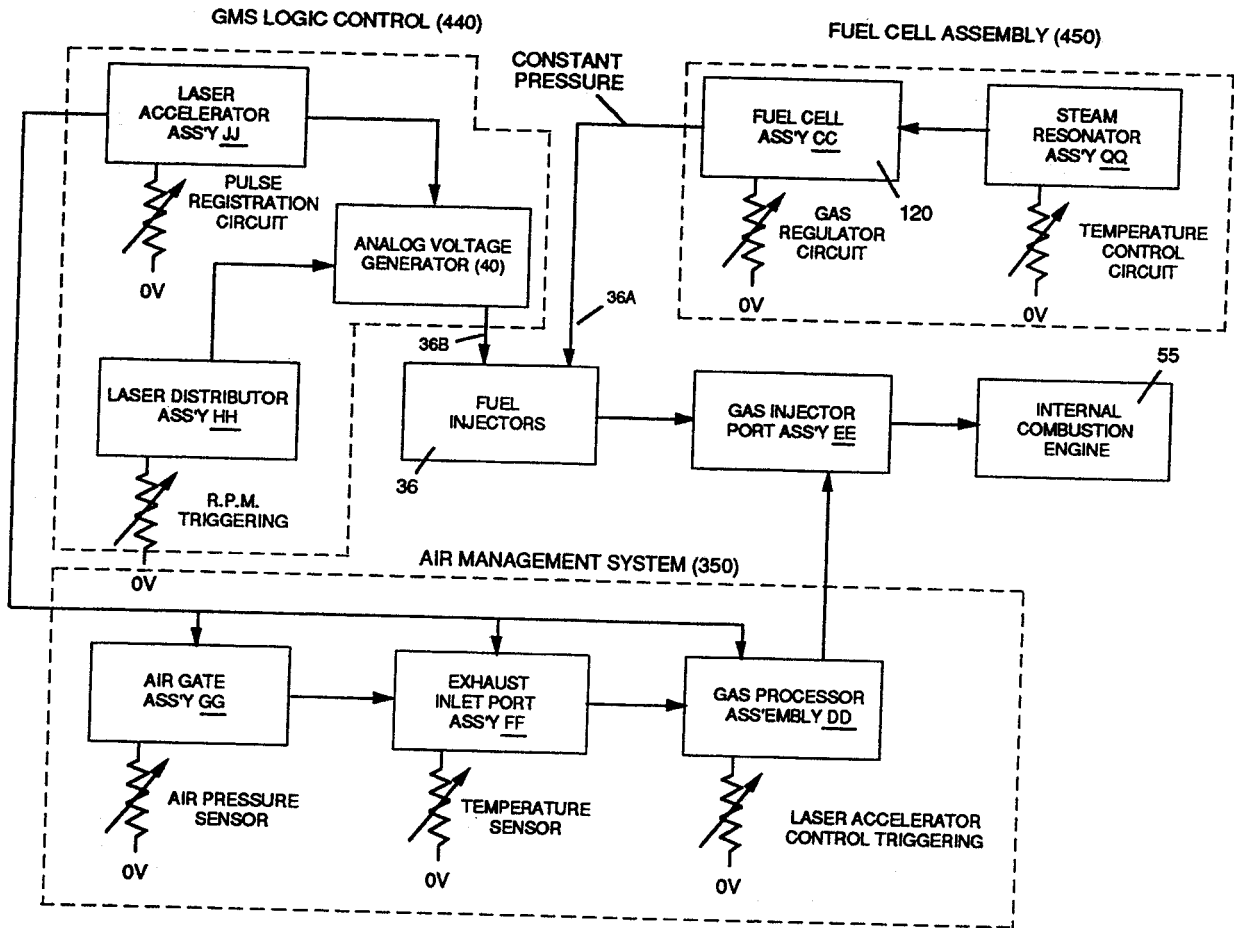 GMS LOGIC CONTROL (440)
FUEL CELL ASSEMBLY (450)
CONSTANT
PRESSURE
LASER
ACCELERATOR
ASS'Y JJ
FUEL CELL
ASS'Y CC
STEAM
RESONATOR
ASS'Y QQ
PULSE
REGISTRATION
CIRCUIT
0V
ANALOG VOLTAGE
GENERATOR (40)
GAS
REGULATOR
CIRCUIT
0V
120
TEMPERATURE
CONTROL
CIRCUIT
0V
36A
36B
55
LASER DISTRIBUTOR
ASS'Y HH
FUEL
INJECTORS
36
GAS INJECTOR
PORT ASS'Y EE
INTERNAL
COMBUSTION
ENGINE
R.P.M.
TRIGGERING
0V
AIR MANAGEMENT SYSTEM (350)
AIR GATE
ASS'Y GG
EXHAUST
INLET PORT
ASS'Y FF
GAS PROCESSOR
ASS'EMBLY DD
AIR PRESSURE
SENSOR
0V
TEMPERATURE
SENSOR
0V
LASER ACCELERATOR
CONTROL TRIGGERING
0V